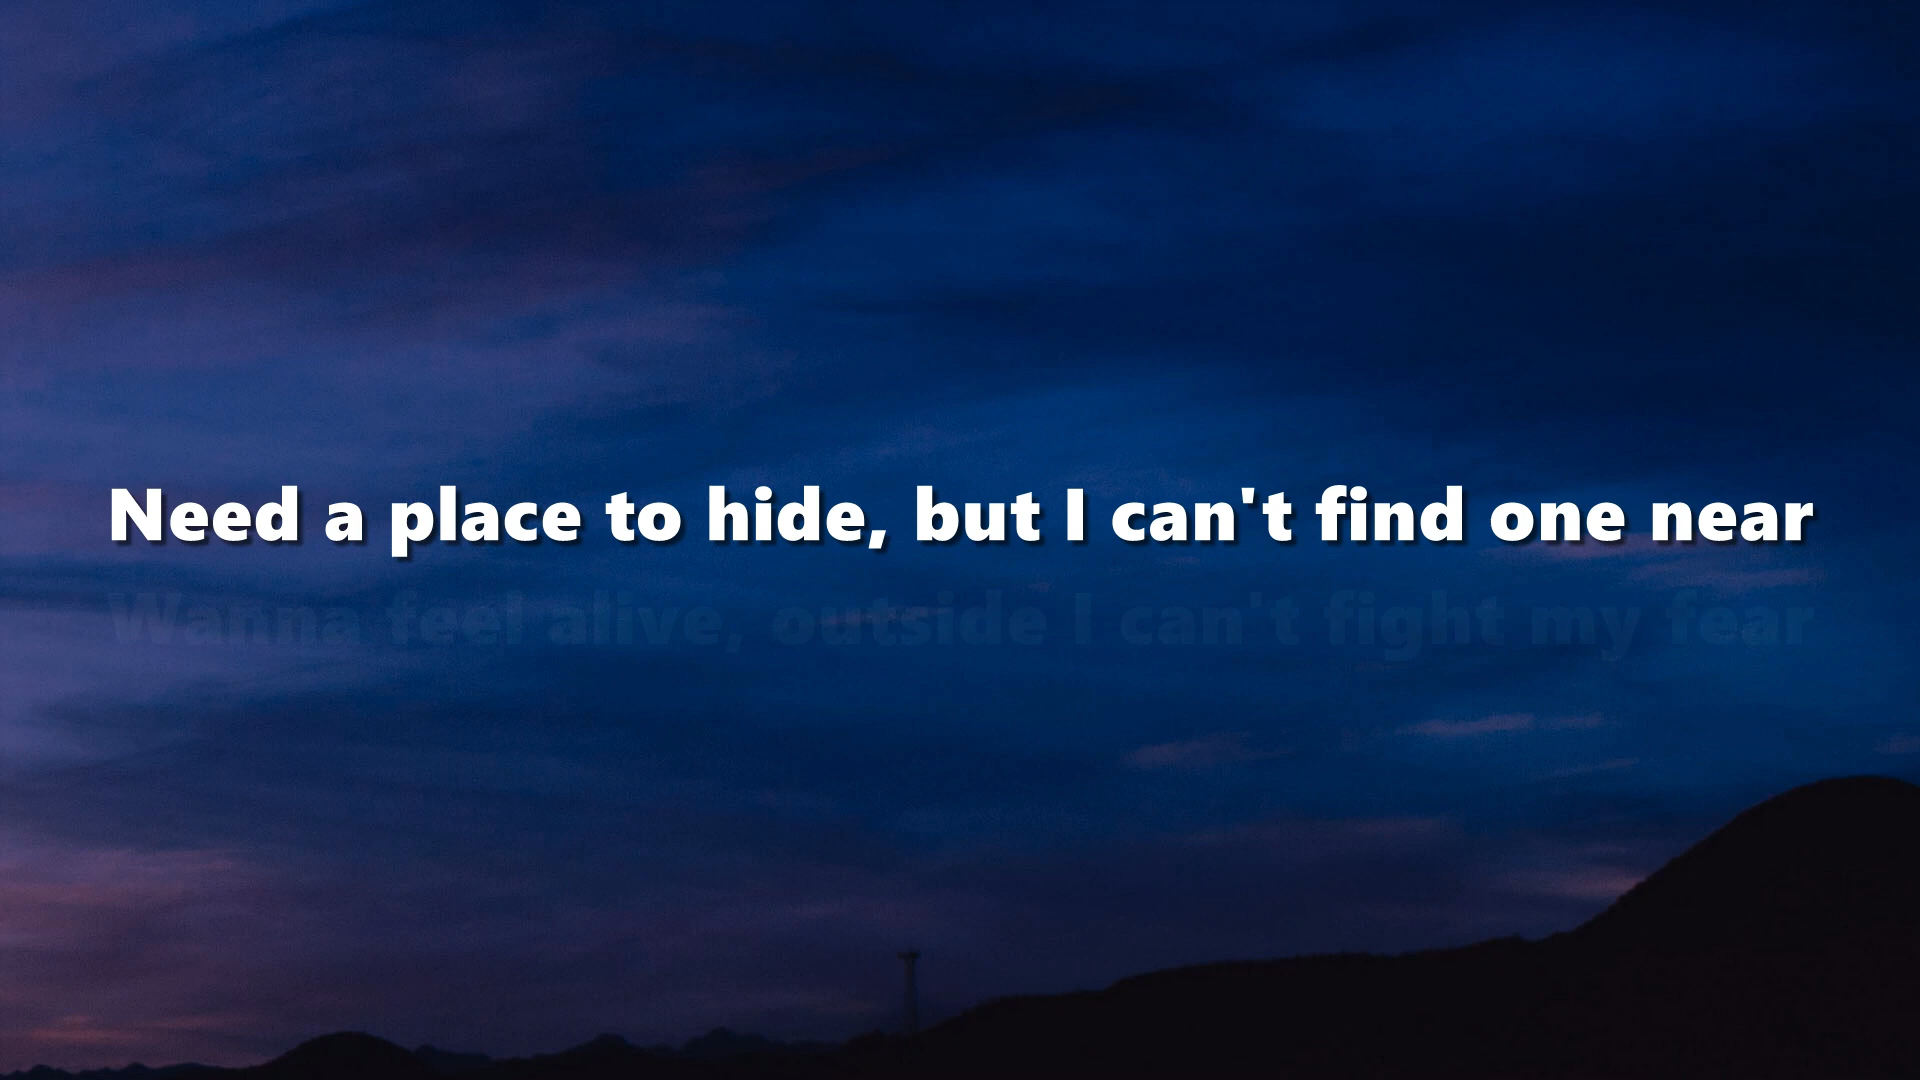 Need a place to hide, but I can't find one near
Wanna feel alive, outside I can't fight my fear